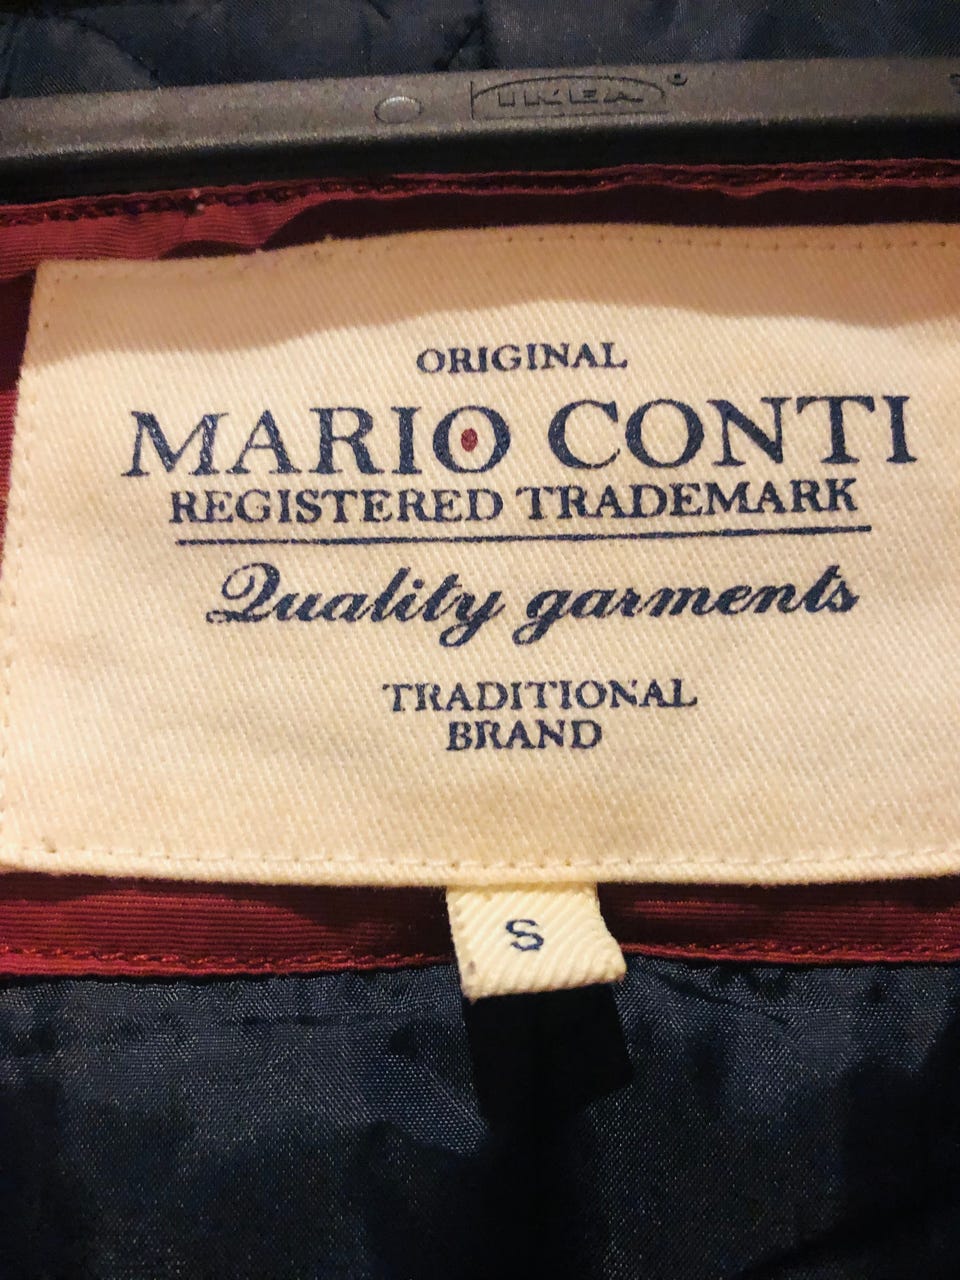 IKEA
ORIGINAL
MARIO CONTI
REGISTERED TRADEMARK
Quality garments
TRADITIONAL
BRAND
S